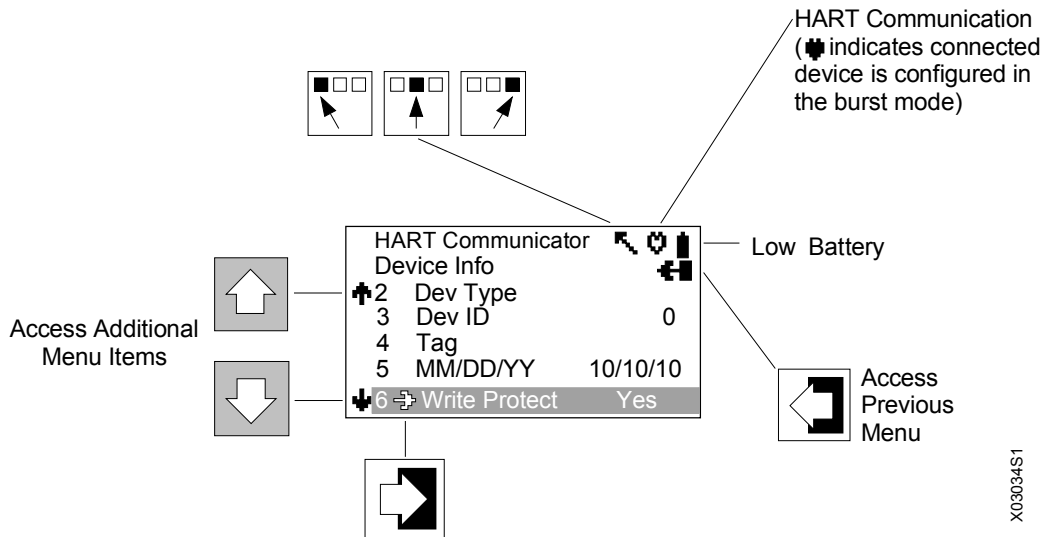 HART Communication
( indicates connected
device is configured in
the burst mode)
HART Communicator
Low Battery
Device Info
2 Dev Type
3 Dev ID 0
4 Tag
5 MM/DD/YY 10/10/10
6 Write Protect Yes
Access Additional
Menu Items
Access
Previous
Menu
X03034S1